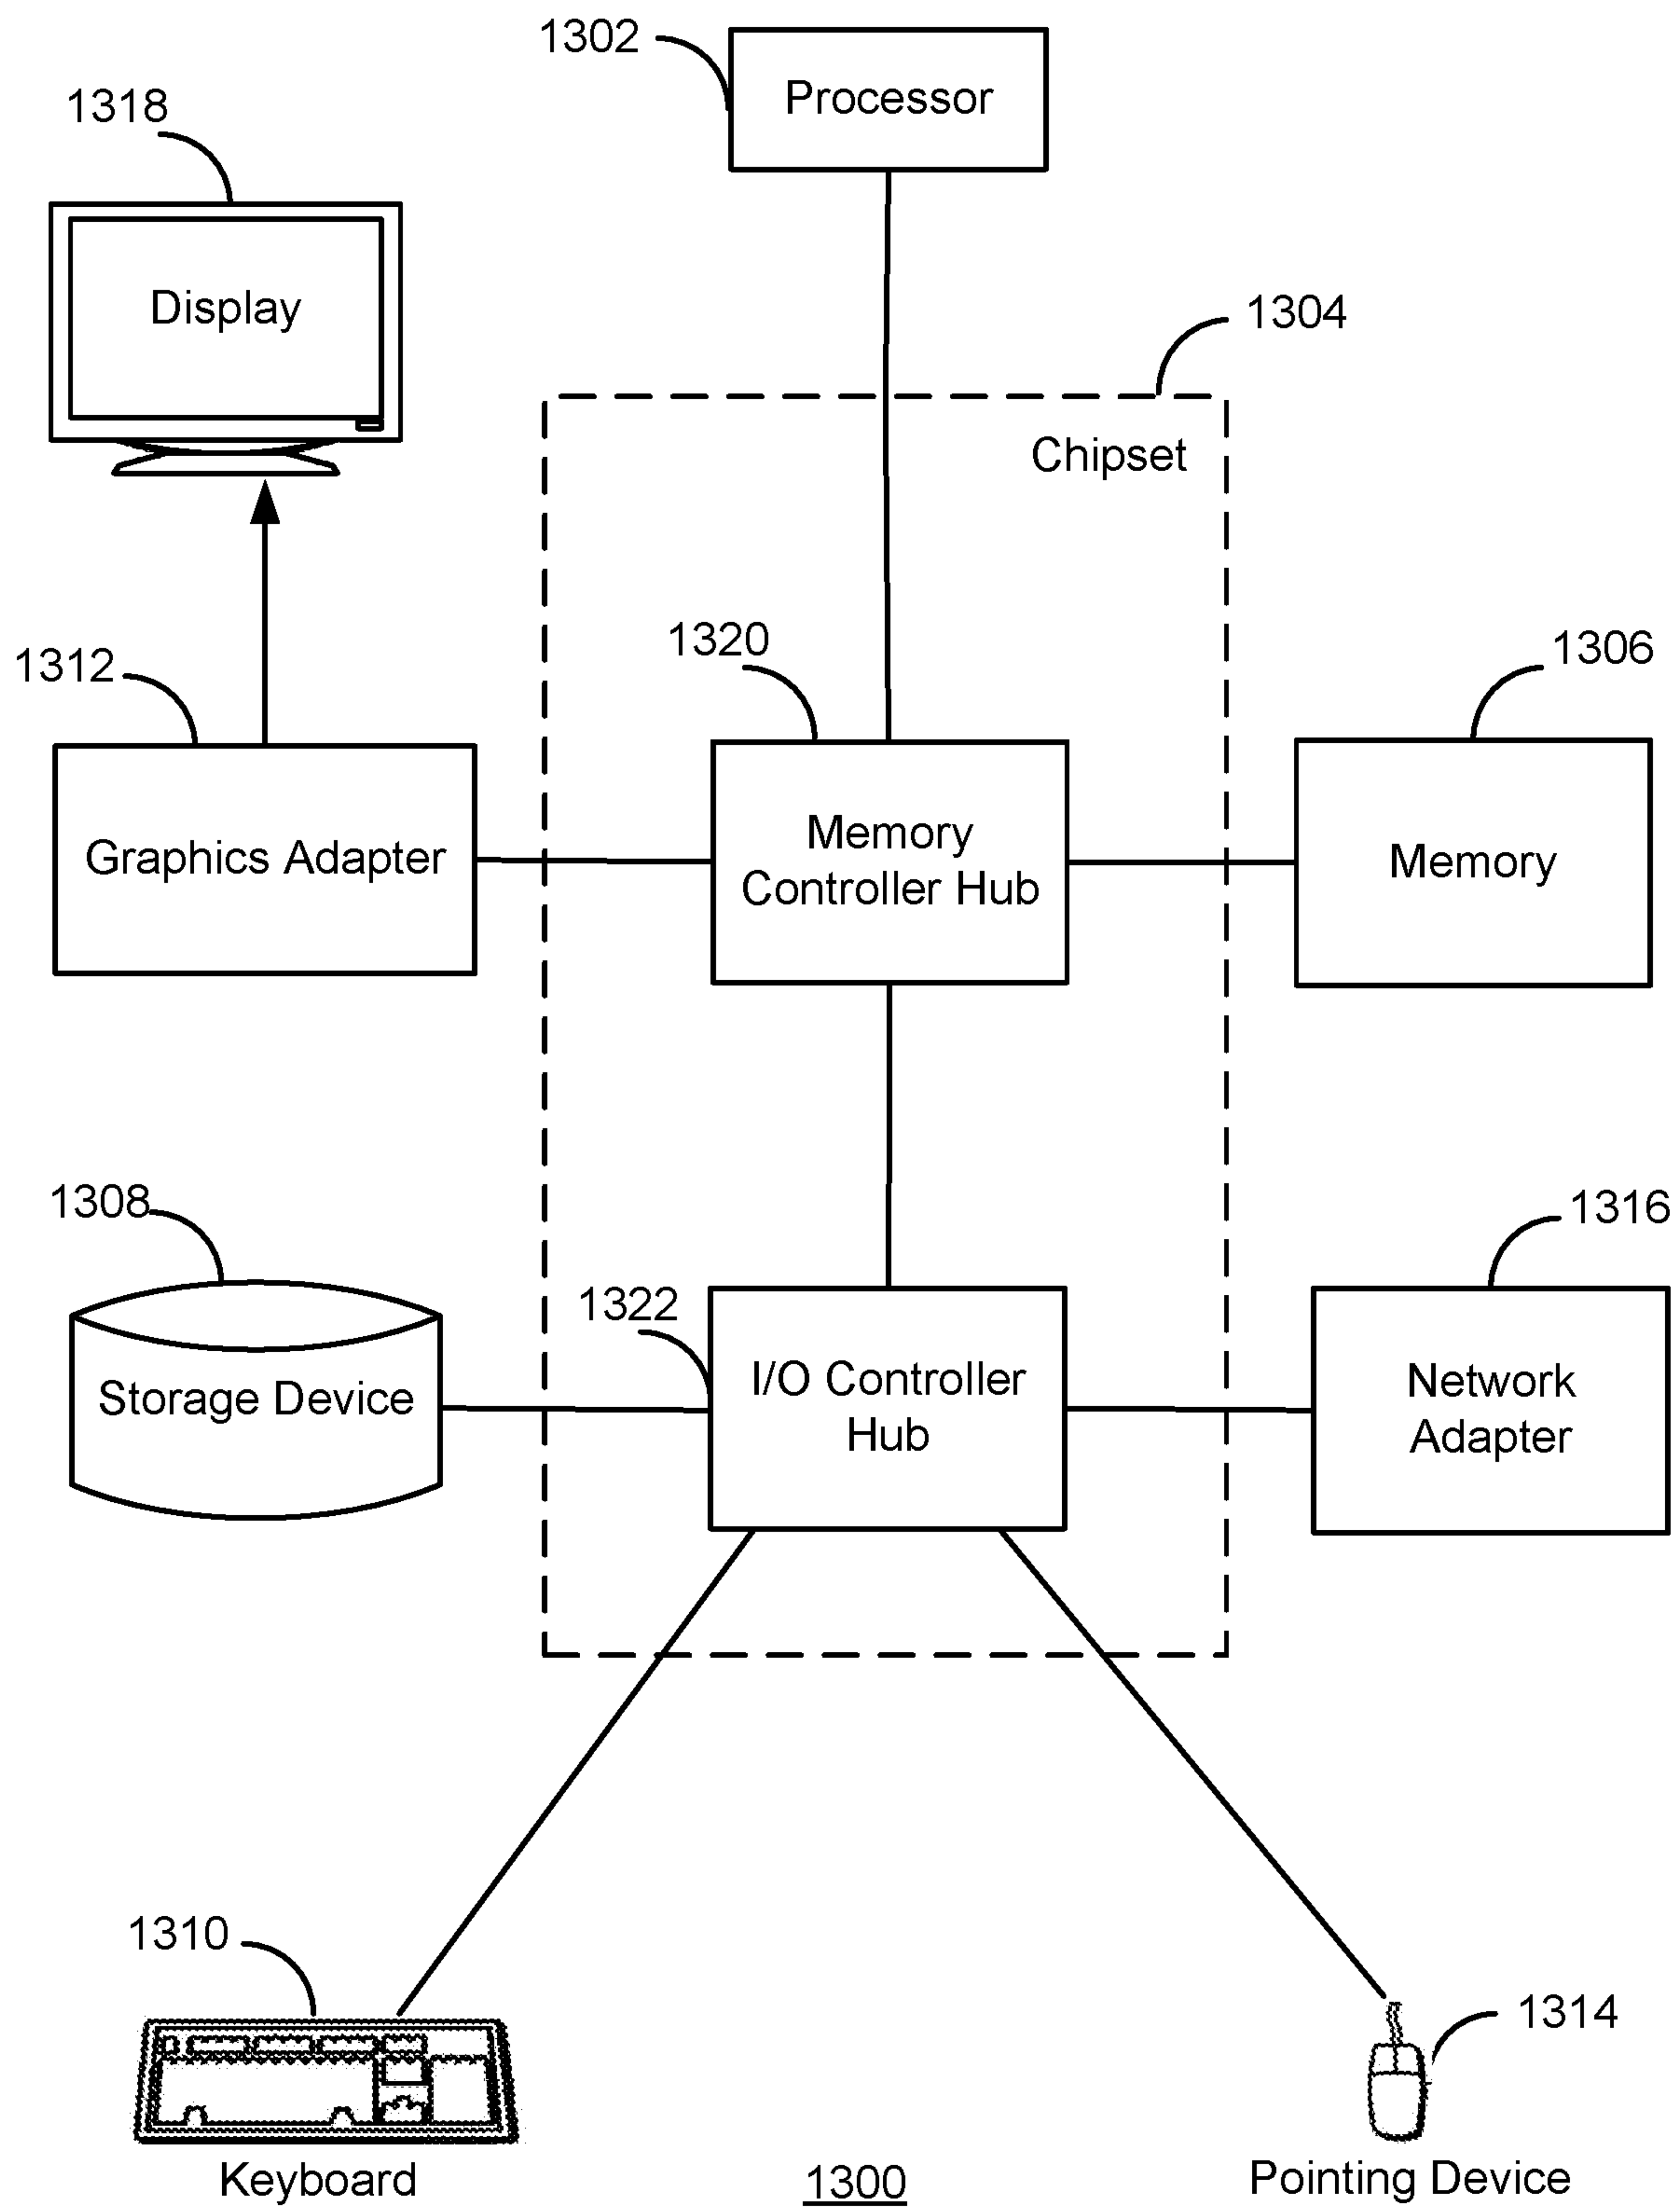 1302
Processor
1318
Display
1304
Chipset
1320
1306
1312
Memory
Controller Hub
Graphics Adapter
Memory
1308
1316
1322
I/O Controller
Hub
Storage Device
Network
Adapter
1310
1314
Keyboard
1300
Pointing Device